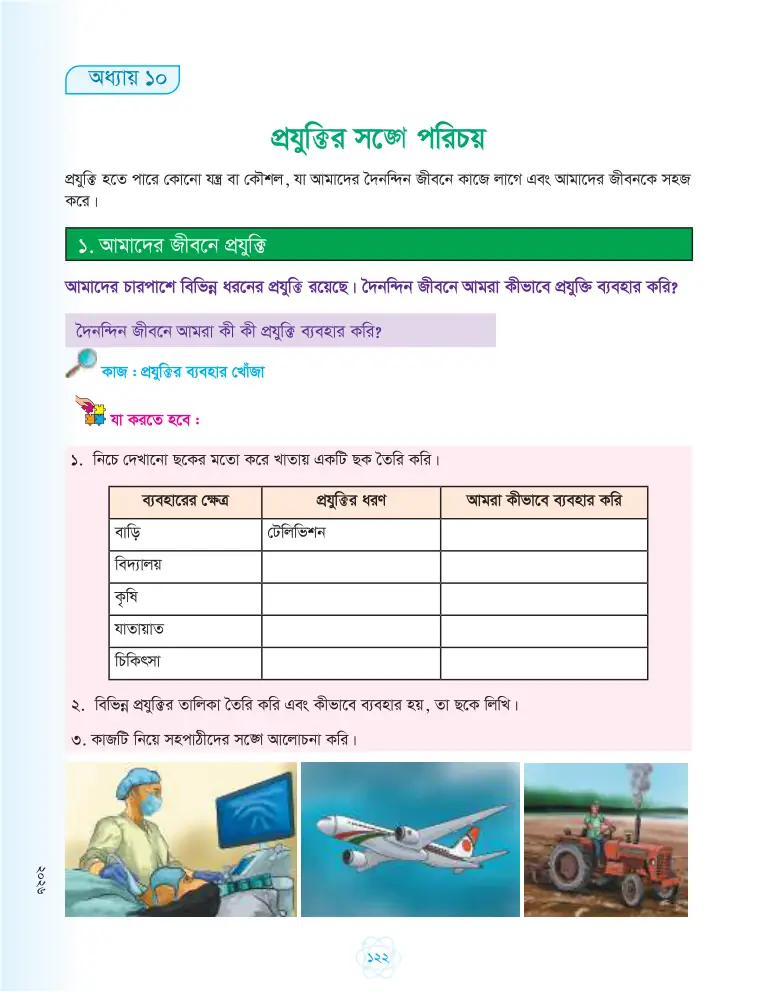 অধ্যায় ১০
প্রযুক্তির সঙ্গে পরিচয়
প্রযুক্তি হতে পারে কোনো যন্ত্র বা কৌশল, যা আমাদের দৈনন্দিন জীবনে কাজে লাগে এবং আমাদের জীবনকে সহজ
করে।
১. আমাদের জীবনে প্রযুক্তি
আমাদের চারপাশে বিভিন্ন ধরনের প্রযুক্তি রয়েছে। দৈনন্দিন জীবনে আমরা কীভাবে প্রযুক্তি ব্যবহার করি?
দৈনন্দিন জীবনে আমরা কী কী প্রযুক্তি ব্যবহার করি?
কাজ : প্রযুক্তির ব্যবহার খোঁজা
যা করতে হবে :
১. নিচে দেখানো ছকের মতো করে খাতায় একটি ছক তৈরি করি।
ব্যবহারের ক্ষেত্র প্রযুক্তির ধরণ আমরা কীভাবে ব্যবহার করি
বাড়ি টেলিভিশন
বিদ্যালয়
কৃষি
যাতায়াত
চিকিৎসা
২. বিভিন্ন প্রযুক্তির তালিকা তৈরি করি এবং কীভাবে ব্যবহার হয়, তা ছকে লিখি।
৩. কাজটি নিয়ে সহপাঠীদের সঙ্গে আলোচনা করি।
২০২৫
১২২